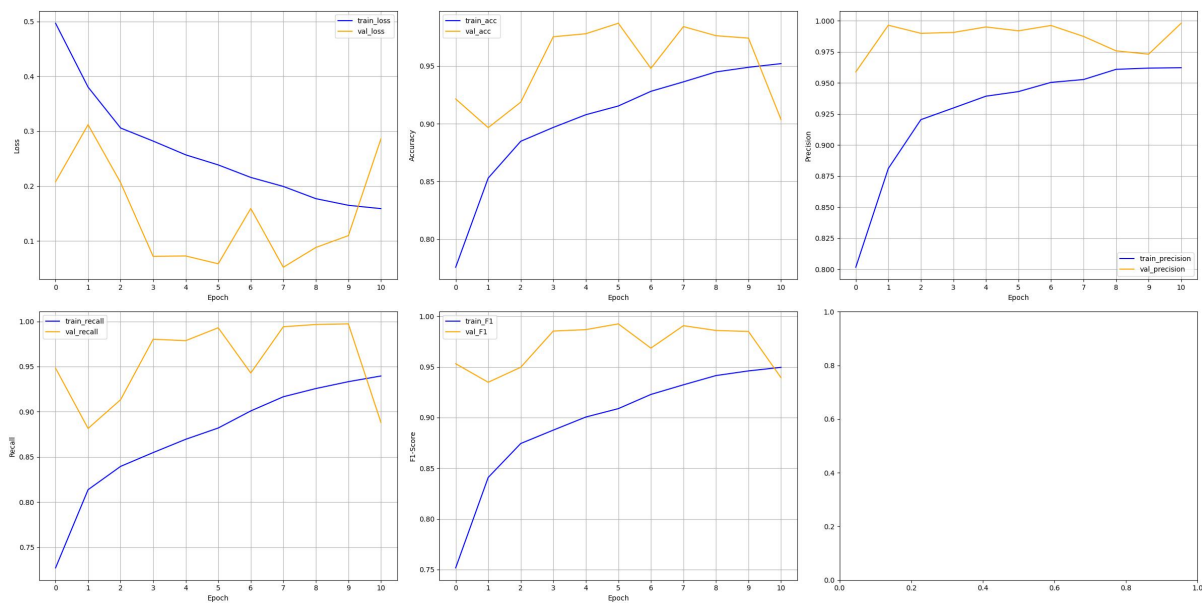 train_loss
val_loss
0.5
0.4
0.3
0.2
0.1
Loss
0 1 2 3 4 5 6 7 8 9 10
Epoch
train_acc
val_acc
0.95
0.90
0.85
0.80
Accuracy
0 1 2 3 4 5 6 7 8 9 10
Epoch
1.000
0.975
0.950
0.925
0.900
0.875
0.850
0.825
0.800
Precision
train_precision
val_precision
0 1 2 3 4 5 6 7 8 9 10
Epoch
train_recall
val_recall
1.00
0.95
0.90
0.85
0.80
0.75
Recall
0 1 2 3 4 5 6 7 8 9 10
Epoch
train_F1
val_F1
1.00
0.95
0.90
0.85
0.80
0.75
F1-Score
0 1 2 3 4 5 6 7 8 9 10
Epoch
1.0
0.8
0.6
0.4
0.2
0.0
0.0 0.2 0.4 0.6 0.8 1.0